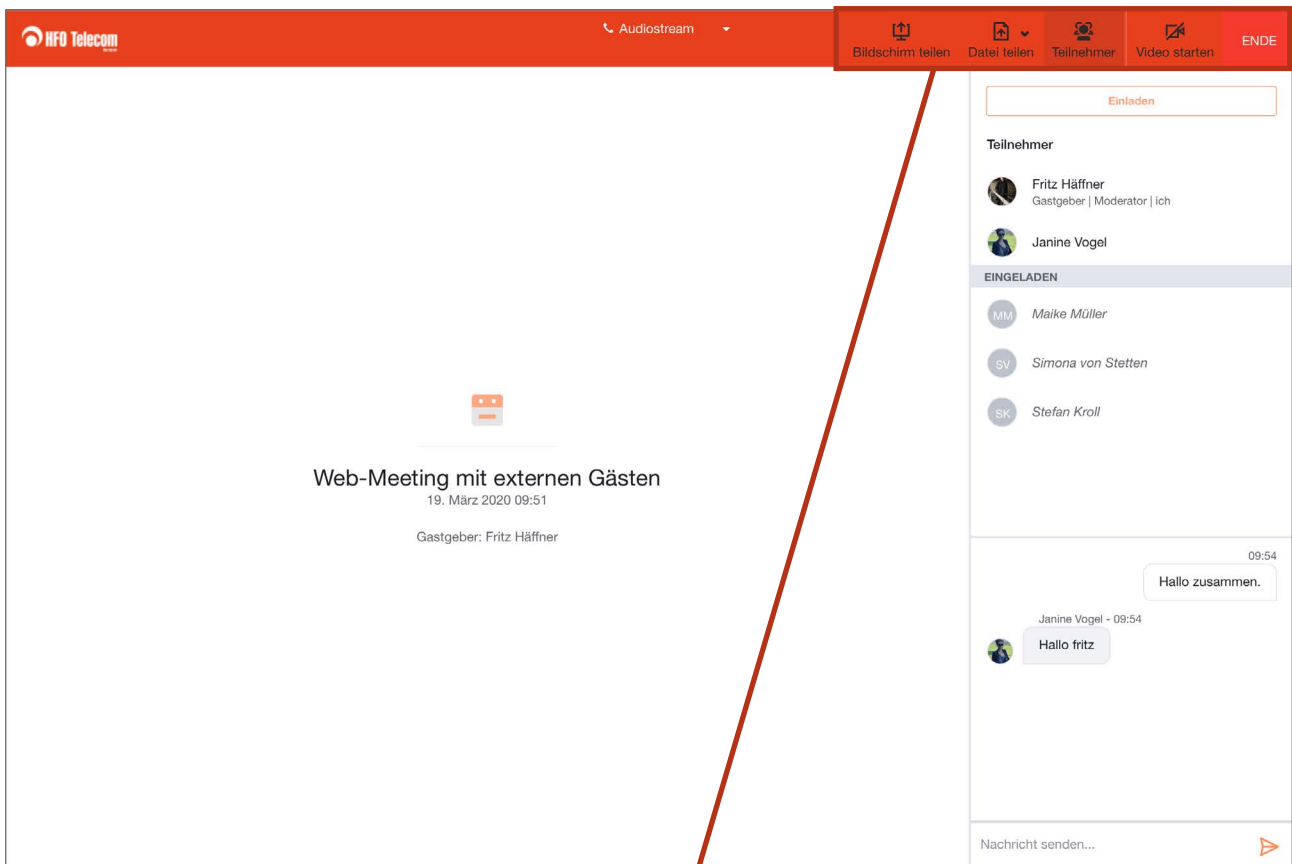 HFO Telecom
Audiostream
Bildschirm teilen
Datei teilen
Teilnehmer
Video starten
ENDE
Einladen
Teilnehmer
Fritz Häffner
Gastgeber | Moderator | ich
Janine Vogel
EINGELADEN
MM Maike Müller
SV Simona von Stetten
SK Stefan Kroll
Web-Meeting mit externen Gästen
19. März 2020 09:51
Gastgeber: Fritz Häffner
09:54
Hallo zusammen.
Janine Vogel - 09:54
Hallo fritz
Nachricht senden...